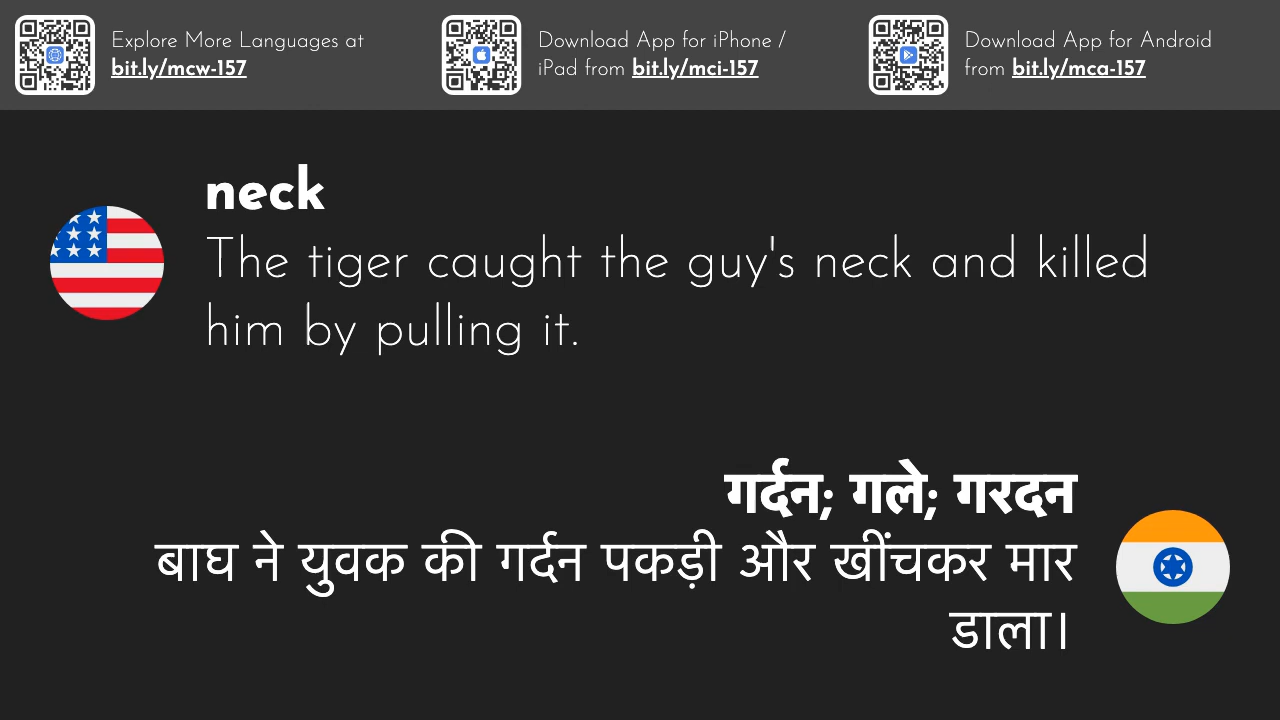 Explore More Languages at
bit.ly/mcw-157
Download App for iPhone /
iPad from bit.ly/mci-157
Download App for Android
from bit.ly/mca-157
neck
The tiger caught the guy's neck and killed
him by pulling it.
गर्दन; गले; गरदन
बाघ ने युवक की गर्दन पकड़ी और खींचकर मार
डाला।